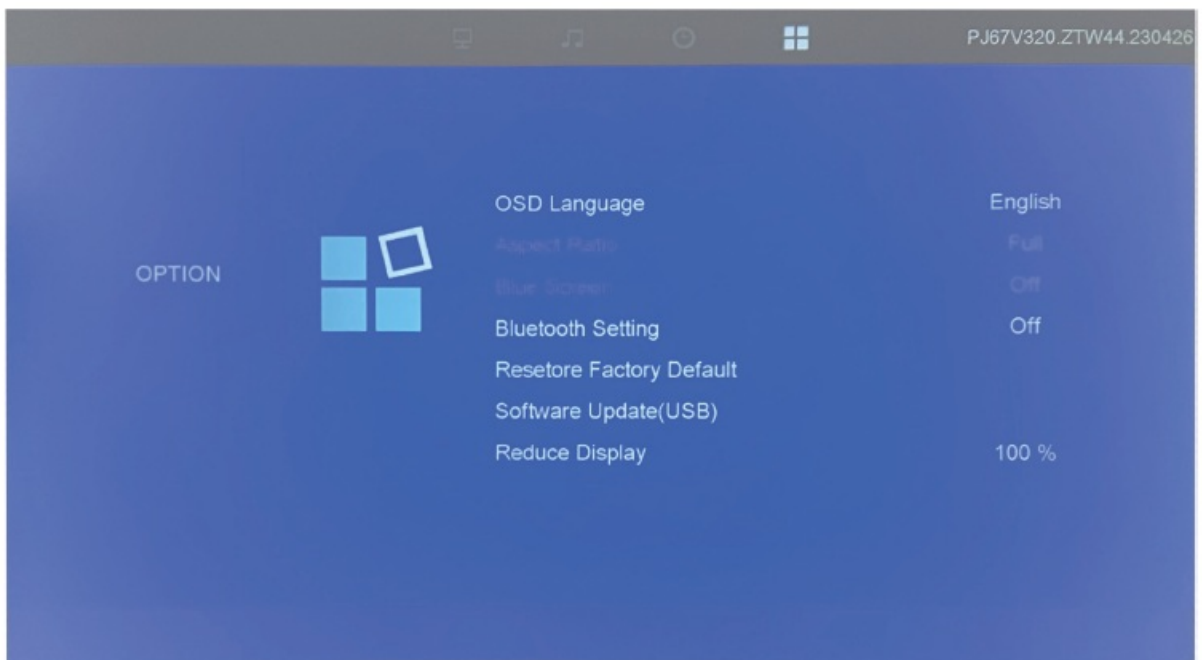 PJ67V320.ZTW44.230426
OPTION
OSD Language English
Aspect Ratio Full
Blue Screen Off
Bluetooth Setting Off
Resetore Factory Default
Software Update(USB)
Reduce Display 100 %